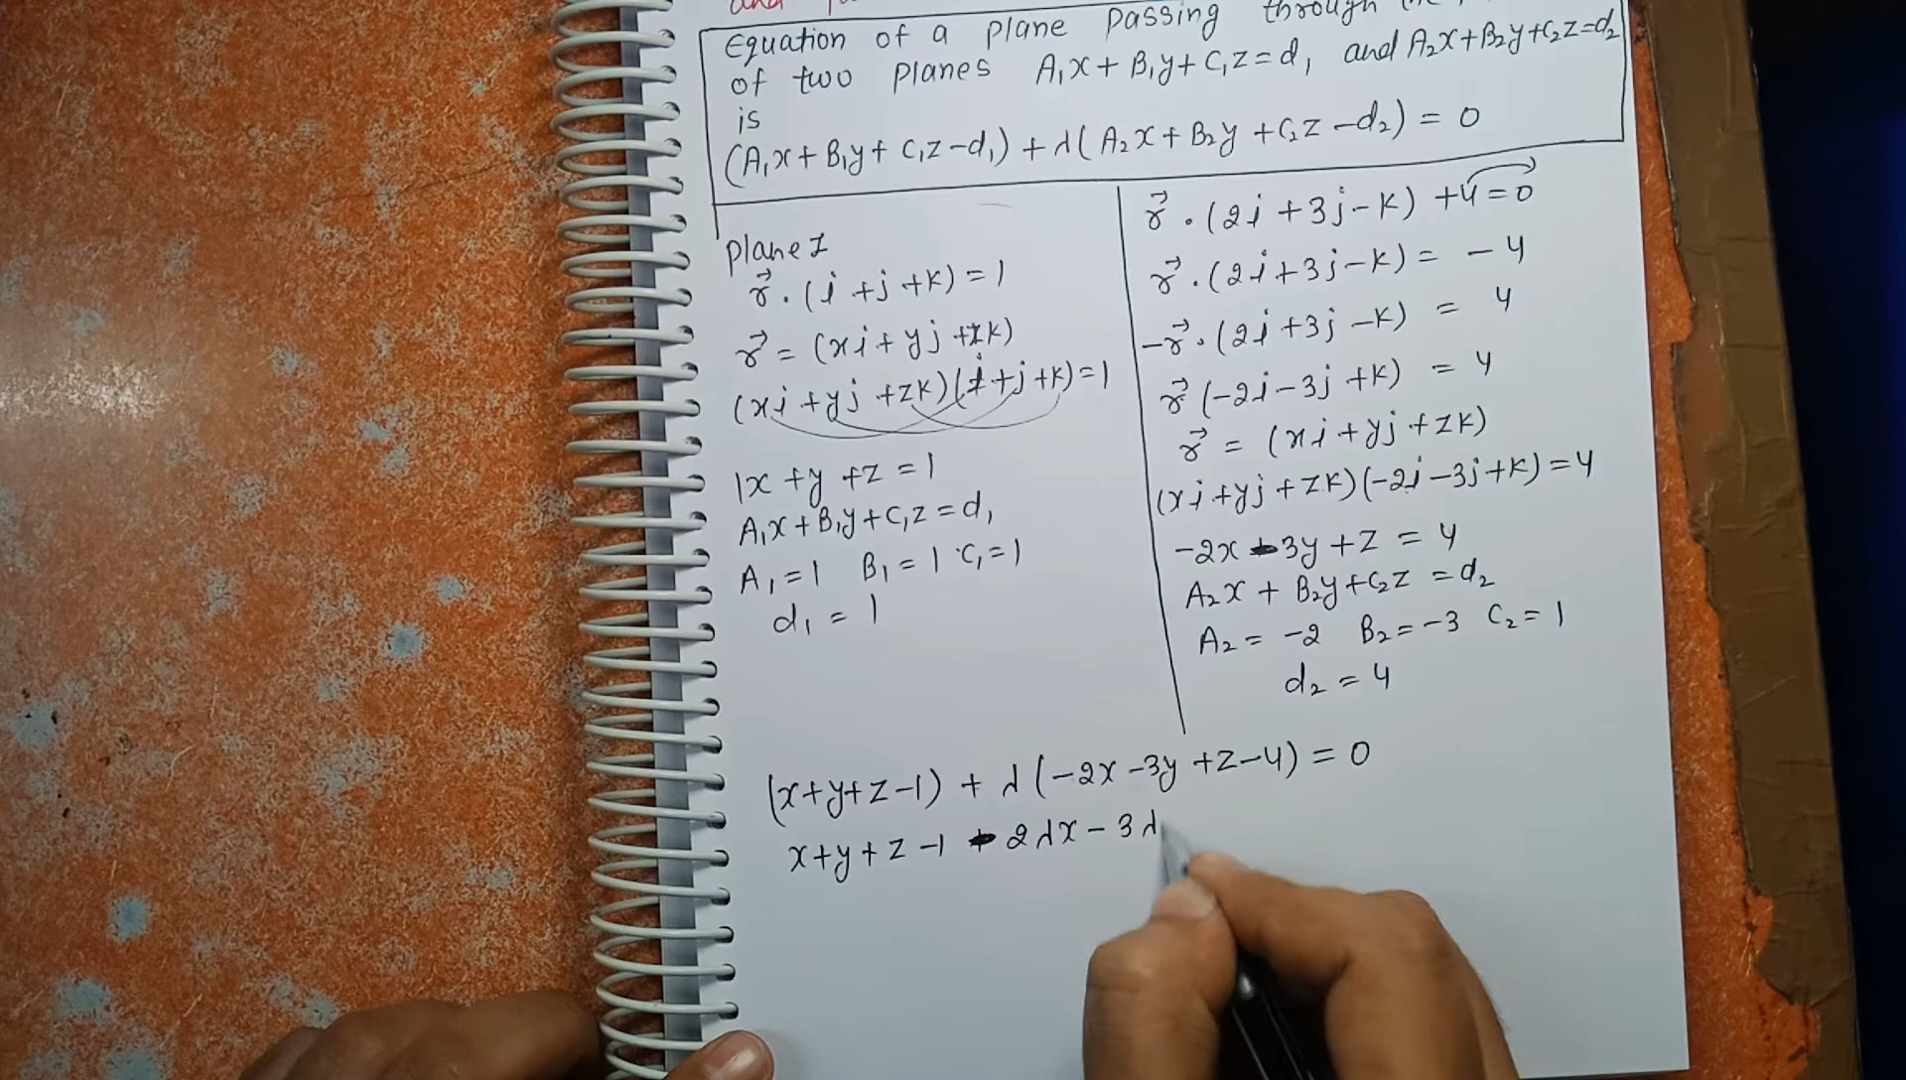 and
Equation of a plane passing through
of two planes A₁x + B₁y + C₁z = d₁ and A₂x + B₂y + C₂z = d₂
is
(A₁x + B₁y + C₁z - d₁) + λ(A₂x + B₂y + C₂z - d₂) = 0
Plane I
r⃗ . (i + j + k) = 1
r⃗ = (xi + yj + zk)
(xi + yj + zk)(i + j + k) = 1
1x + y + z = 1
A₁x + B₁y + C₁z = d₁
A₁ = 1 B₁ = 1 C₁ = 1
d₁ = 1
r⃗ . (2i + 3j - k) + 4 = 0
r⃗ . (2i + 3j - k) = - 4
-r⃗ . (2i + 3j - k) = 4
r⃗ (-2i - 3j + k) = 4
r⃗ = (xi + yj + zk)
(xi + yj + zk)(-2i - 3j + k) = 4
-2x - 3y + z = 4
A₂x + B₂y + C₂z = d₂
A₂ = -2 B₂ = -3 C₂ = 1
d₂ = 4
(x + y + z - 1) + λ(-2x - 3y + z - 4) = 0
x + y + z - 1 - 2λx - 3λ